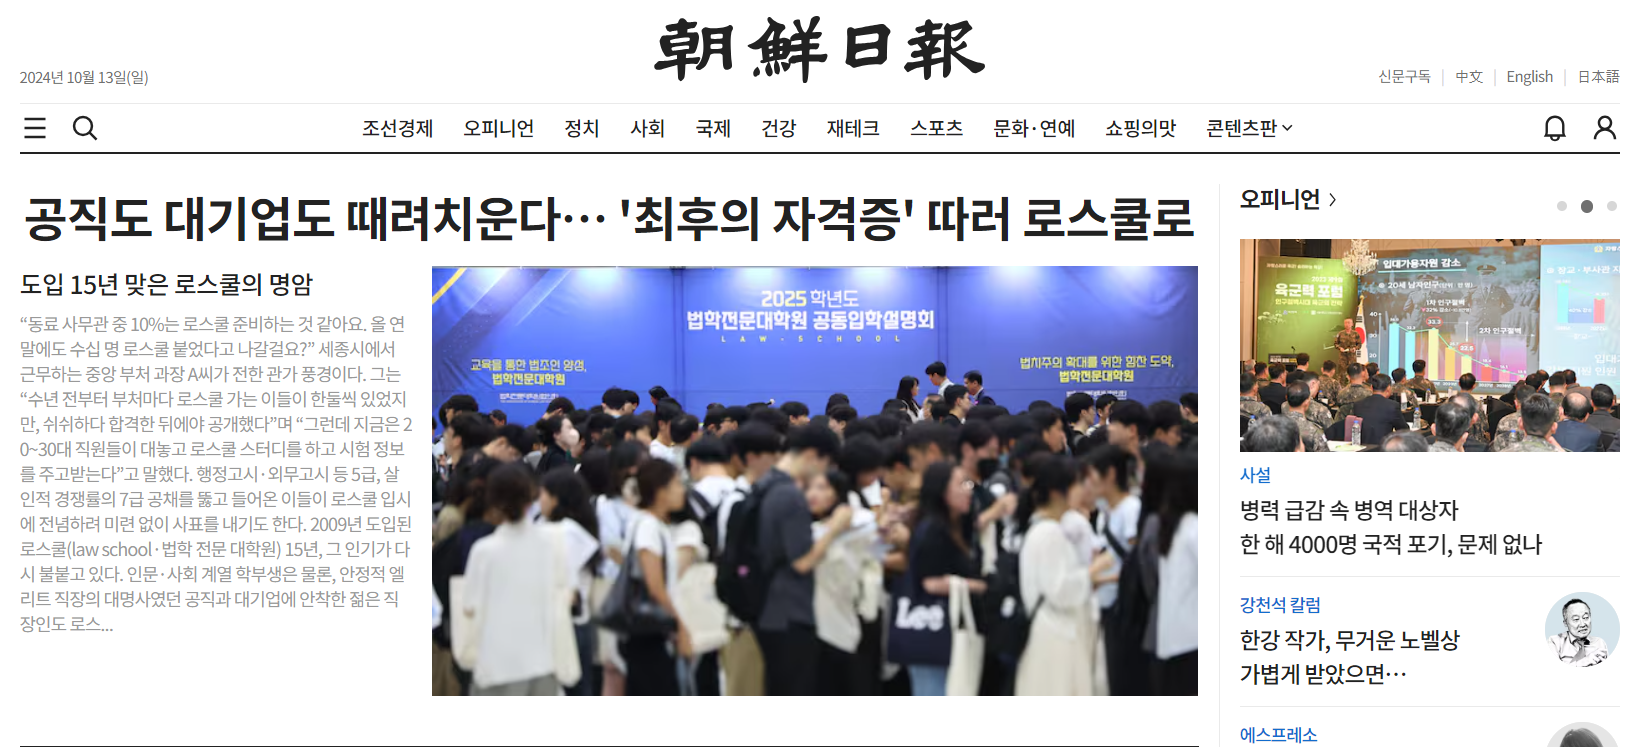 朝鮮日報
2024년 10월 13일(일)
신문구독 | 中文 | English | 日本語
조선경제 오피니언 정치 사회 국제 건강 재테크 스포츠 문화·연예 쇼핑의맛 콘텐츠판
공직도 대기업도 때려치운다… '최후의 자격증' 따러 로스쿨로
도입 15년 맞은 로스쿨의 명암
“동료 사무관 중 10%는 로스쿨 준비하는 것 같아요. 올 연
말에도 수십 명 로스쿨 붙었다고 나갈걸요?” 세종시에서
근무하는 중앙 부처 과장 A씨가 전한 관가 풍경이다. 그는
“수년 전부터 부처마다 로스쿨 가는 이들이 한둘씩 있었지
만, 쉬쉬하다 합격한 뒤에야 공개했다”며 “그런데 지금은 2
0~30대 직원들이 대놓고 로스쿨 스터디를 하고 시험 정보
를 주고받는다”고 말했다. 행정고시·외무고시 등 5급, 살
인적 경쟁률의 7급 공채를 뚫고 들어온 이들이 로스쿨 입시
에 전념하려 미련 없이 사표를 내기도 한다. 2009년 도입된
로스쿨(law school·법학 전문 대학원) 15년, 그 인기가 다
시 불붙고 있다. 인문·사회 계열 학부생은 물론, 안정적 엘
리트 직장의 대명사였던 공직과 대기업에 안착한 젊은 직
장인도 로스...
2025 학년도
법학전문대학원 공동입학설명회
LAW-SCHOOL
교육을 통한 법조인 양성,
법학전문대학원
법치주의 확대를 위한 힘찬 도약,
법학전문대학원
Lee
오피니언
입대가용자원 감소
20세 남자인구
육군력 포럼
1차 인구절벽
2차 인구절벽
사설
병력 급감 속 병역 대상자
한 해 4000명 국적 포기, 문제 없나
강천석 칼럼
한강 작가, 무거운 노벨상
가볍게 받았으면…
에스프레소